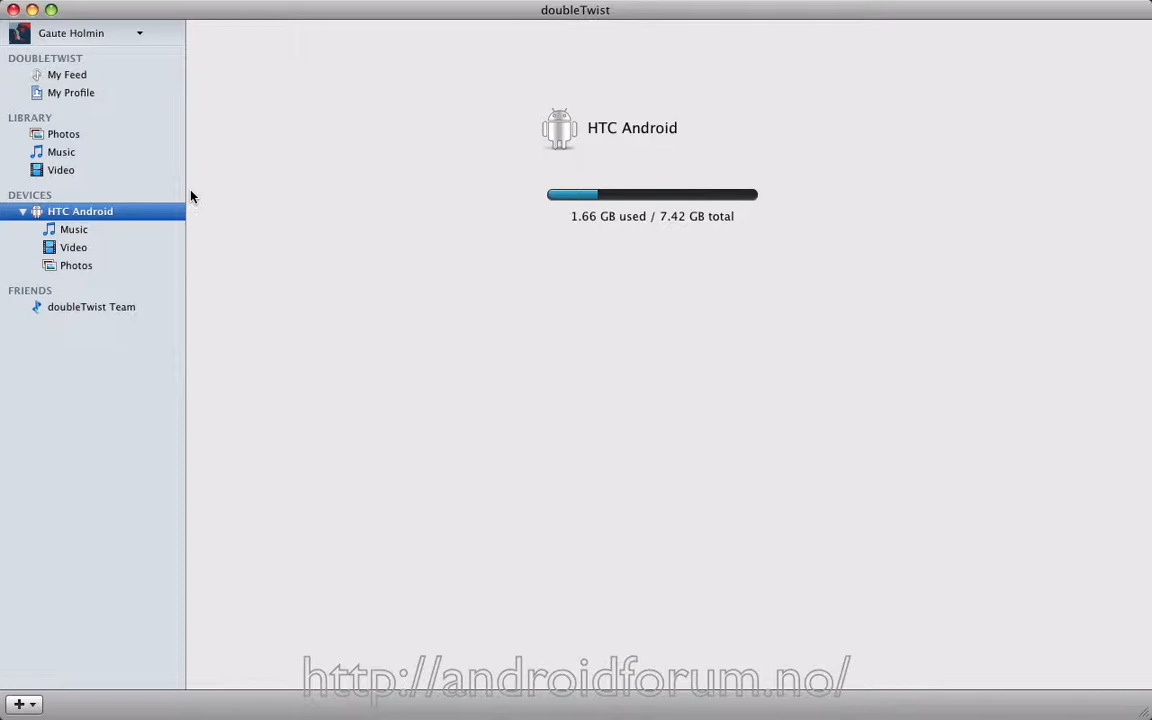 doubleTwist
Gaute Holmin
DOUBLETWIST
My Feed
My Profile
LIBRARY
Photos
Music
Video
DEVICES
HTC Android
Music
Video
Photos
FRIENDS
doubleTwist Team
HTC Android
1.66 GB used / 7.42 GB total
http://androidforum.no/